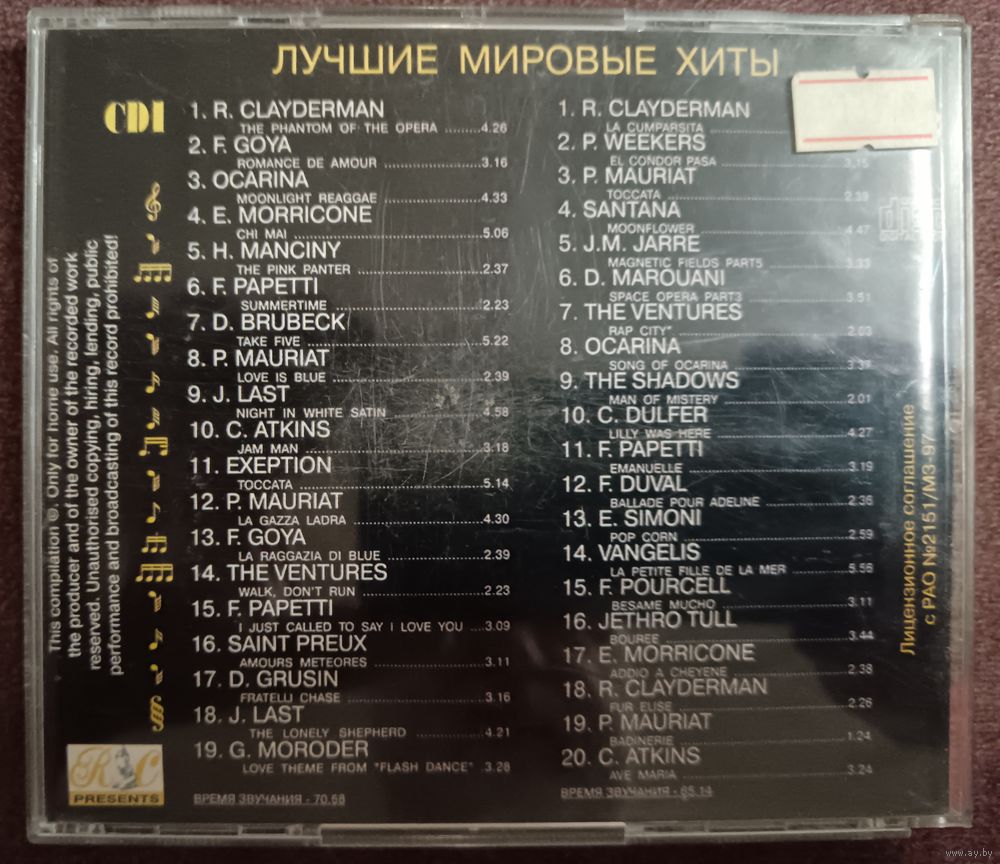 ЛУЧШИЕ МИРОВЫЕ ХИТЫ
CD1
1. R. CLAYDERMAN
THE PHANTOM OF THE OPERA ........4.26
2. F. GOYA
ROMANCE DE AMOUR ........3.16
3. OCARINA
MOONLIGHT REAGGAE ........4.33
4. E. MORRICONE
CHI MAI ........5.06
5. H. MANCINY
THE PINK PANTER ........2.37
6. F. PAPETTI
SUMMERTIME ........2.23
7. D. BRUBECK
TAKE FIVE ........5.22
8. P. MAURIAT
LOVE IS BLUE ........2.39
9. J. LAST
NIGHT IN WHITE SATIN ........4.58
10. C. ATKINS
JAM MAN ........3.18
11. EXEPTION
TOCCATA ........5.14
12. P. MAURIAT
LA GAZZA LADRA ........4.30
13. F. GOYA
LA RAGGAZIA DI BLUE ........2.39
14. THE VENTURES
WALK, DON'T RUN ........2.23
15. F. PAPETTI
I JUST CALLED TO SAY I LOVE YOU ...3.09
16. SAINT PREUX
AMOURS METEORES ........3.11
17. D. GRUSIN
FRATELLI CHASE ........3.16
18. J. LAST
THE LONELY SHEPHERD ........4.21
19. G. MORODER
LOVE THEME FROM "FLASH DANCE" .3.28
ВРЕМЯ ЗВУЧАНИЯ - 70.68
1. R. CLAYDERMAN
LA CUMPARSITA
2. P. WEEKERS
EL CONDOR PASA ........3.15
3. P. MAURIAT
TOCCATA ........2.39
4. SANTANA
MOONFLOWER ........4.47
5. J.M. JARRE
MAGNETIC FIELDS PART5 ........3.33
6. D. MAROUANI
SPACE OPERA PART3 ........3.51
7. THE VENTURES
RAP CITY" ........2.03
8. OCARINA
SONG OF OCARINA ........3.37
9. THE SHADOWS
MAN OF MISTERY ........2.01
10. C. DULFER
LILLY WAS HERE ........4.27
11. F. PAPETTI
EMANUELLE ........3.19
12. F. DUVAL
BALLADE POUR ADELINE ........2.36
13. E. SIMONI
POP CORN ........2.59
14. VANGELIS
LA PETITE FILLE DE LA MER ........5.56
15. F. POURCELL
BESAME MUCHO ........3.11
16. JETHRO TULL
BOUREE ........3.44
17. E. MORRICONE
ADDIO A CHEYENE ........2.38
18. R. CLAYDERMAN
FUR ELISE ........2.26
19. P. MAURIAT
BADINERIE ........1.24
20. C. ATKINS
AVE MARIA ........3.24
ВРЕМЯ ЗВУЧАНИЯ - 65.14
This compilation ℗. Only for home use. All rights of
the producer and of the owner of the recorded work
reserved. Unauthorised copying, hiring, lending, public
performance and broadcasting of this record prohibited!
Лицензионное соглашение
с РАО №2151/МЗ-97
disc
PRESENTS
www.ay.by